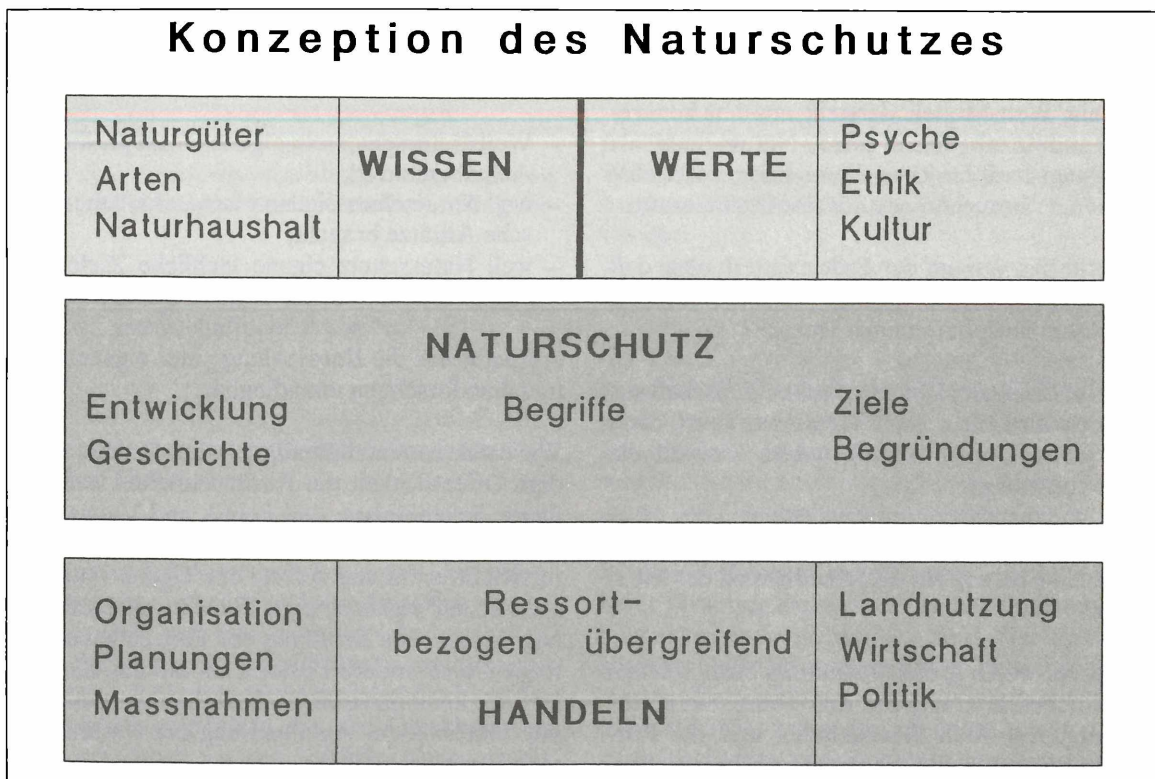 Konzeption des Naturschutzes
Naturgüter
Arten
Naturhaushalt
WISSEN
WERTE
Psyche
Ethik
Kultur
NATURSCHUTZ
Entwicklung
Geschichte
Begriffe
Ziele
Begründungen
Organisation
Planungen
Massnahmen
Ressort-
bezogen übergreifend
HANDELN
Landnutzung
Wirtschaft
Politik